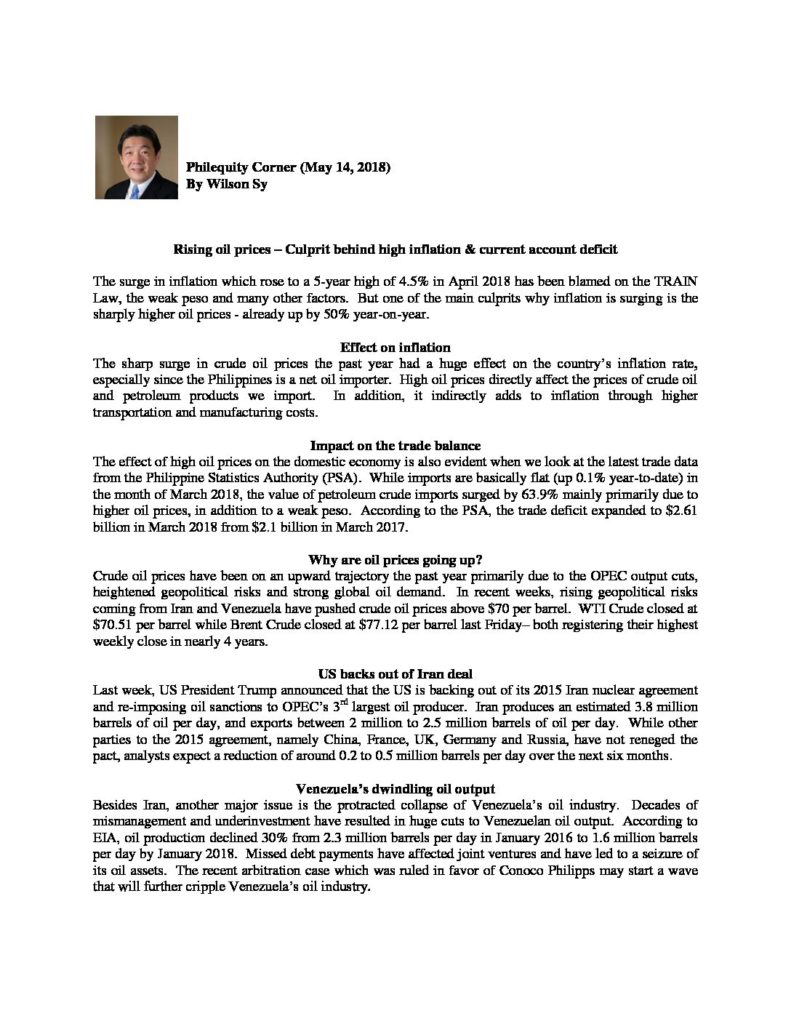 Philequity Corner (May 14, 2018)
By Wilson Sy
Rising oil prices – Culprit behind high inflation & current account deficit
The surge in inflation which rose to a 5-year high of 4.5% in April 2018 has been blamed on the TRAIN
Law, the weak peso and many other factors. But one of the main culprits why inflation is surging is the
sharply higher oil prices - already up by 50% year-on-year.
Effect on inflation
The sharp surge in crude oil prices the past year had a huge effect on the country's inflation rate,
especially since the Philippines is a net oil importer. High oil prices directly affect the prices of crude oil
and petroleum products we import. In addition, it indirectly adds to inflation through higher
transportation and manufacturing costs.
Impact on the trade balance
The effect of high oil prices on the domestic economy is also evident when we look at the latest trade data
from the Philippine Statistics Authority (PSA). While imports are basically flat (up 0.1% year-to-date) in
the month of March 2018, the value of petroleum crude imports surged by 63.9% mainly primarily due to
higher oil prices, in addition to a weak peso. According to the PSA, the trade deficit expanded to $2.61
billion in March 2018 from $2.1 billion in March 2017.
Why are oil prices going up?
Crude oil prices have been on an upward trajectory the past year primarily due to the OPEC output cuts,
heightened geopolitical risks and strong global oil demand. In recent weeks, rising geopolitical risks
coming from Iran and Venezuela have pushed crude oil prices above $70 per barrel. WTI Crude closed at
$70.51 per barrel while Brent Crude closed at $77.12 per barrel last Friday– both registering their highest
weekly close in nearly 4 years.
US backs out of Iran deal
Last week, US President Trump announced that the US is backing out of its 2015 Iran nuclear agreement
and re-imposing oil sanctions to OPEC's 3rd largest oil producer. Iran produces an estimated 3.8 million
barrels of oil per day, and exports between 2 million to 2.5 million barrels of oil per day. While other
parties to the 2015 agreement, namely China, France, UK, Germany and Russia, have not reneged the
pact, analysts expect a reduction of around 0.2 to 0.5 million barrels per day over the next six months.
Venezuela's dwindling oil output
Besides Iran, another major issue is the protracted collapse of Venezuela's oil industry. Decades of
mismanagement and underinvestment have resulted in huge cuts to Venezuelan oil output. According to
EIA, oil production declined 30% from 2.3 million barrels per day in January 2016 to 1.6 million barrels
per day by January 2018. Missed debt payments have affected joint ventures and have led to a seizure of
its oil assets. The recent arbitration case which was ruled in favor of Conoco Philipps may start a wave
that will further cripple Venezuela's oil industry.